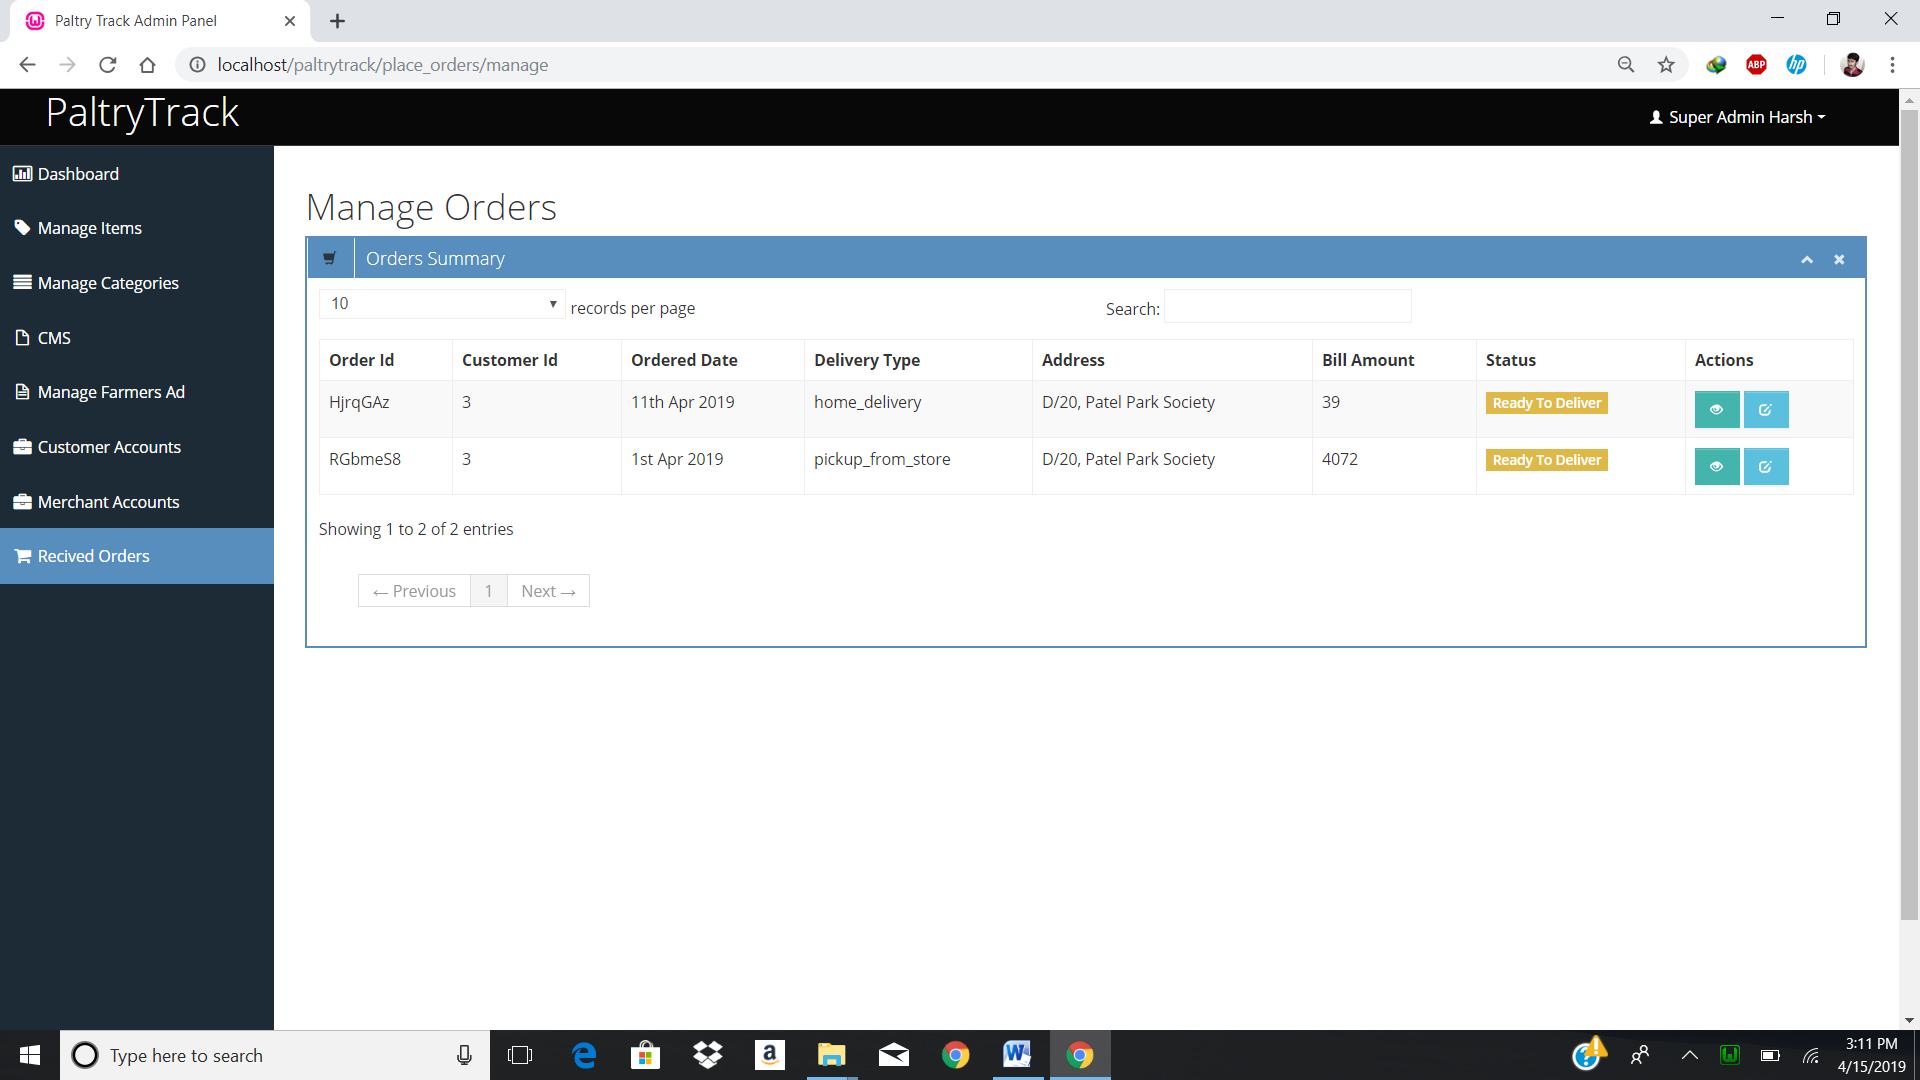 Paltry Track Admin Panel
localhost/paltrytrack/place_orders/manage
ABP
hp
PaltryTrack
Super Admin Harsh
Dashboard
Manage Items
Manage Categories
CMS
Manage Farmers Ad
Customer Accounts
Merchant Accounts
Recived Orders
Manage Orders
Orders Summary
10 records per page
Search:
Order Id Customer Id Ordered Date Delivery Type Address Bill Amount Status Actions
HjrqGAz 3 11th Apr 2019 home_delivery D/20, Patel Park Society 39 Ready To Deliver
RGbmeS8 3 1st Apr 2019 pickup_from_store D/20, Patel Park Society 4072 Ready To Deliver
Showing 1 to 2 of 2 entries
← Previous 1 Next →
Type here to search
3:11 PM
4/15/2019